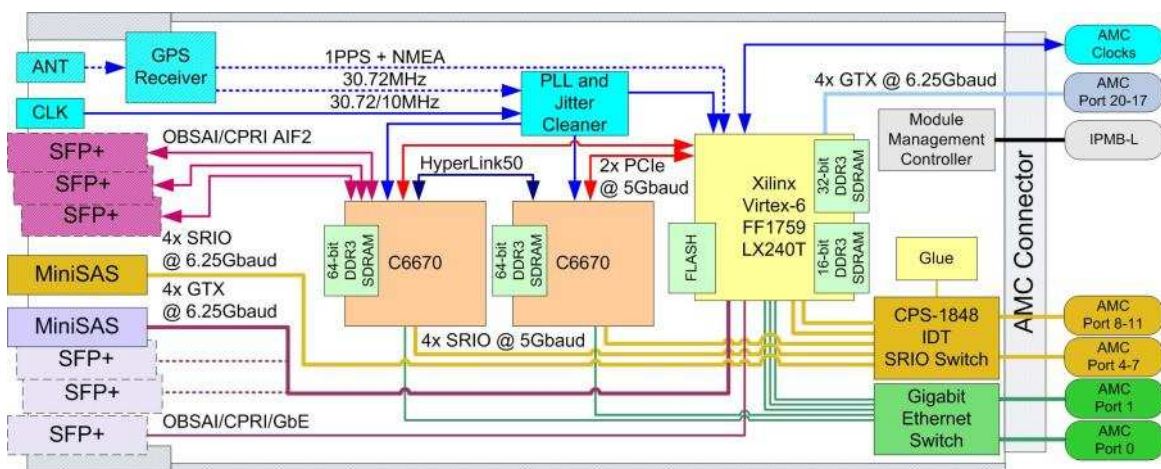 ANT
GPS
Receiver
1PPS + NMEA
30.72MHz
30.72/10MHz
CLK
PLL and
Jitter
Cleaner
4x GTX @ 6.25Gbaud
AMC
Clocks
AMC
Port 20-17
Module
Management
Controller
IPMB-L
OBSAI/CPRI AIF2
SFP+
SFP+
SFP+
HyperLink50
2x PCIe
@ 5Gbaud
Xilinx
Virtex-6
FF1759
LX240T
32-bit
DDR3
SDRAM
16-bit
DDR3
SDRAM
FLASH
64-bit
DDR3
SDRAM
C6670
64-bit
DDR3
SDRAM
C6670
AMC Connector
4x SRIO
@ 6.25Gbaud
MiniSAS
4x GTX
@ 6.25Gbaud
MiniSAS
SFP+
SFP+
4x SRIO @ 5Gbaud
Glue
CPS-1848
IDT
SRIO Switch
AMC
Port 8-11
AMC
Port 4-7
OBSAI/CPRI/GbE
SFP+
Gigabit
Ethernet
Switch
AMC
Port 1
AMC
Port 0